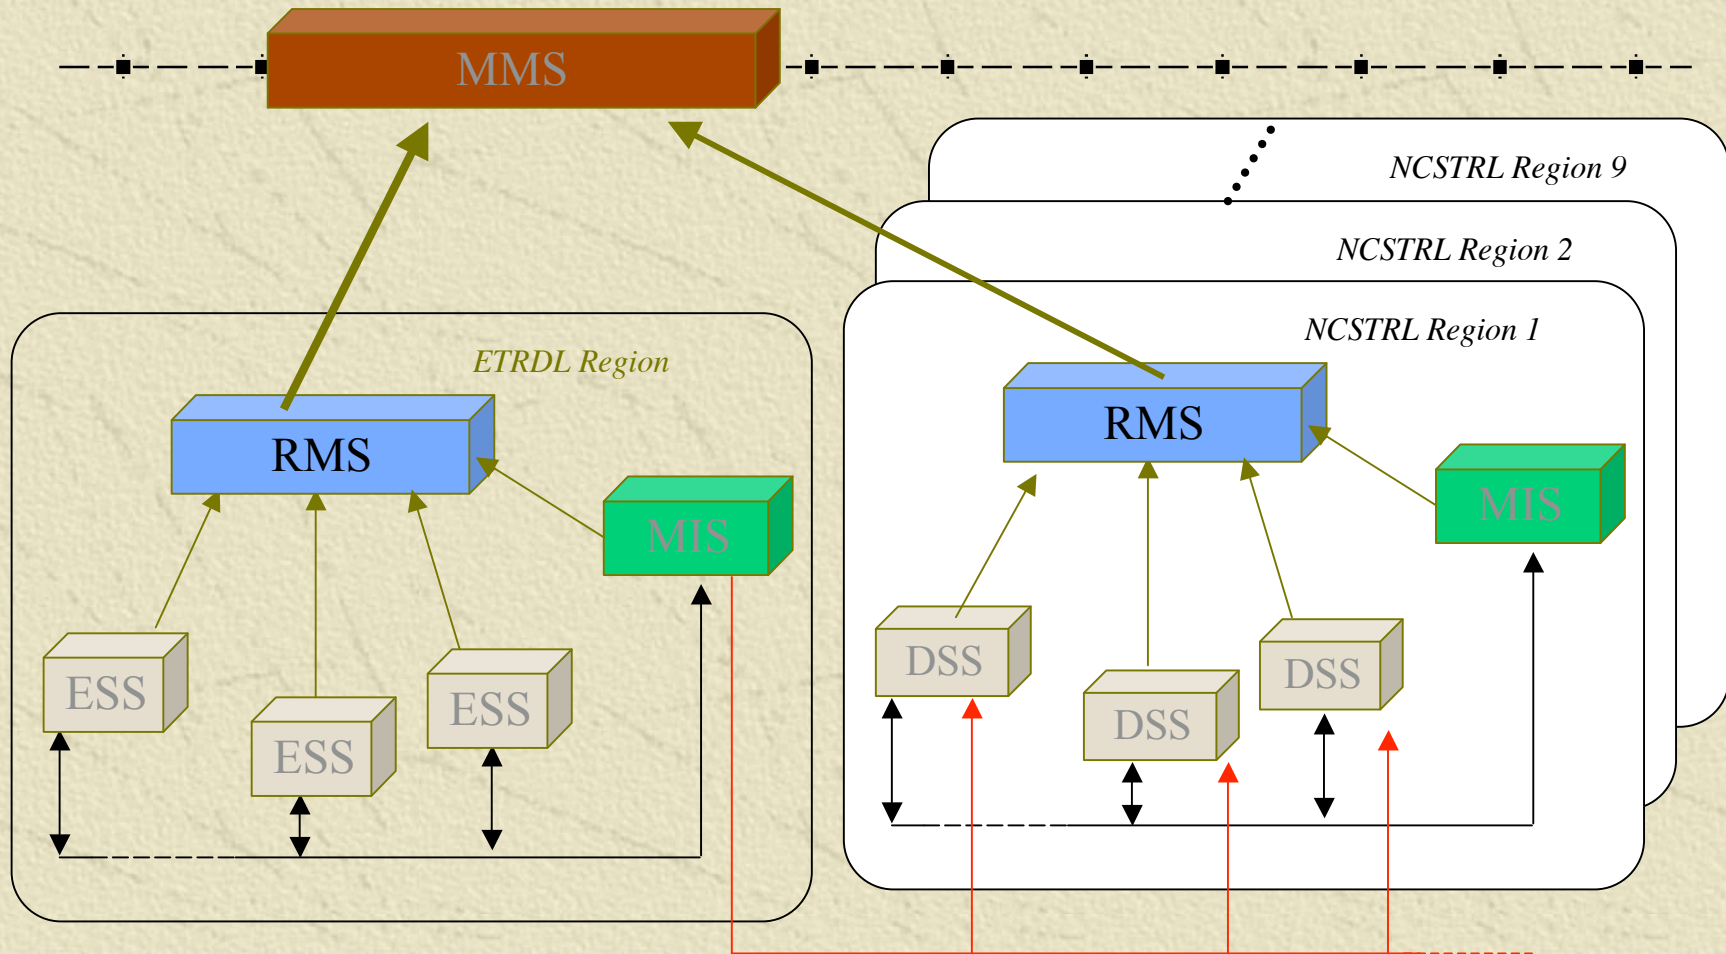 MMS
NCSTRL Region 9
NCSTRL Region 2
NCSTRL Region 1
ETRDL Region
RMS
RMS
MIS
MIS
ESS
ESS
ESS
DSS
DSS
DSS